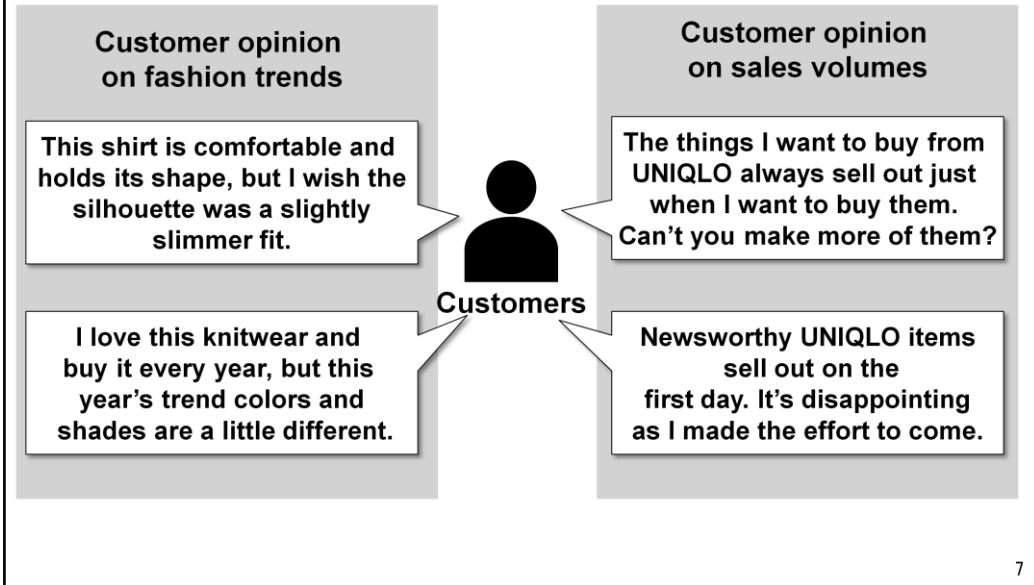 Customer opinion
on fashion trends
This shirt is comfortable and
holds its shape, but I wish the
silhouette was a slightly
slimmer fit.
I love this knitwear and
buy it every year, but this
year’s trend colors and
shades are a little different.
Customers
Customer opinion
on sales volumes
The things I want to buy from
UNIQLO always sell out just
when I want to buy them.
Can’t you make more of them?
Newsworthy UNIQLO items
sell out on the
first day. It’s disappointing
as I made the effort to come.
7